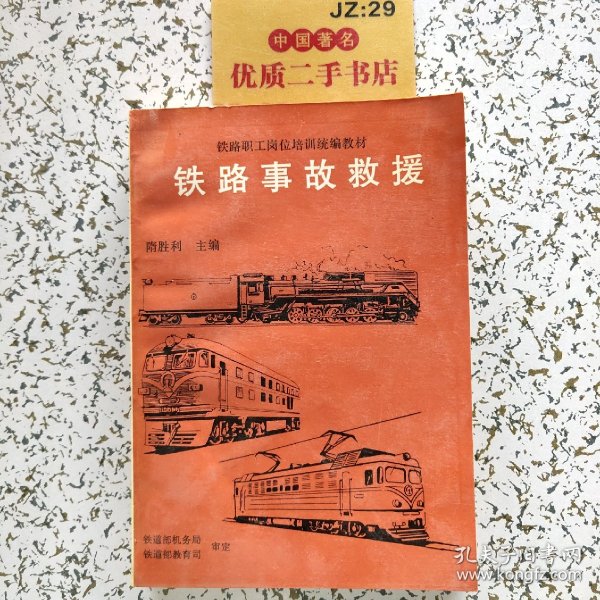 JZ:29
中国著名
优质二手书店
铁路职工岗位培训统编教材
铁路事故救援
隋胜利 主编
铁道部机务局
铁道部教育司
审定
孔夫子旧书网
www.kongfz.com